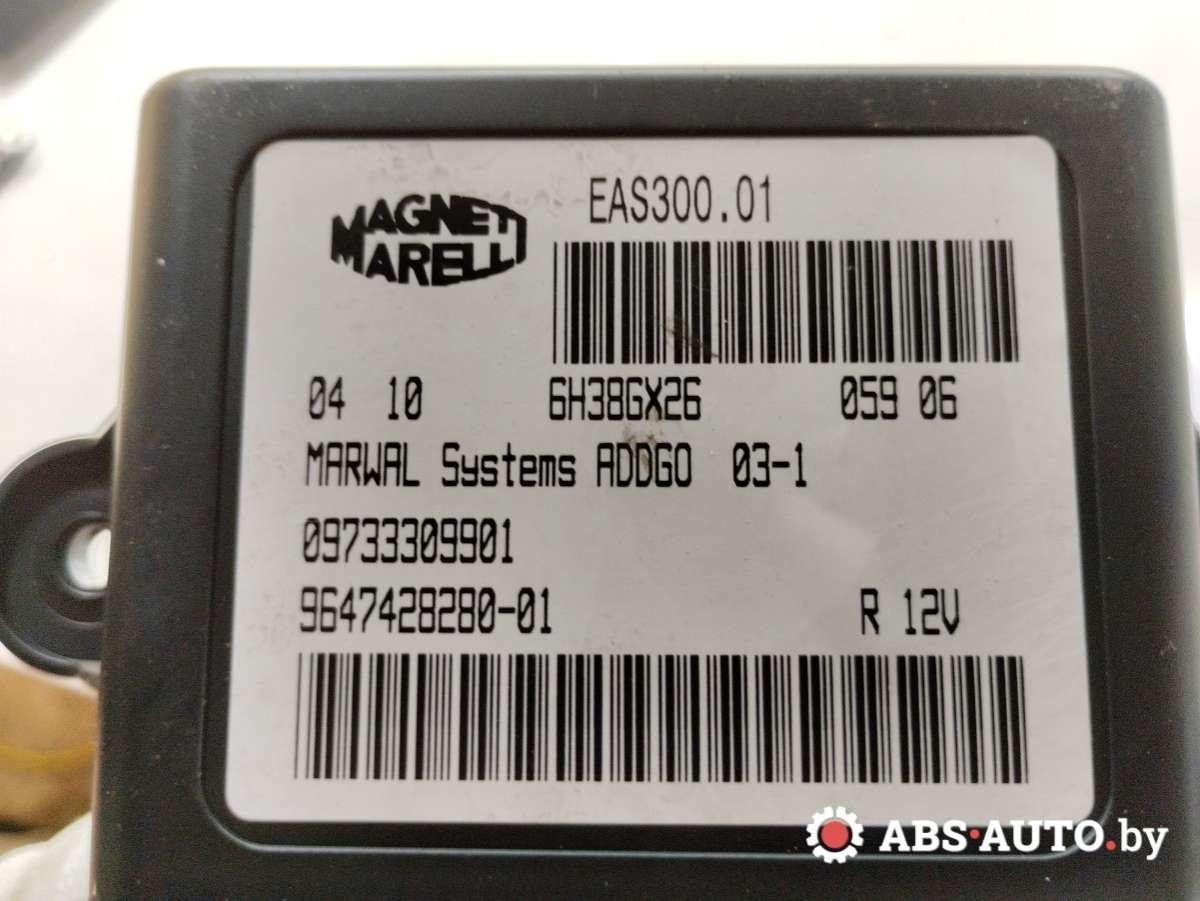 MAGNETI
MARELLI
EAS300.01
04 10 6H38GX26 059 06
MARWAL Systems ADDGO 03-1
09733309901
9647428280-01 R 12V
ABS·AUTO.by